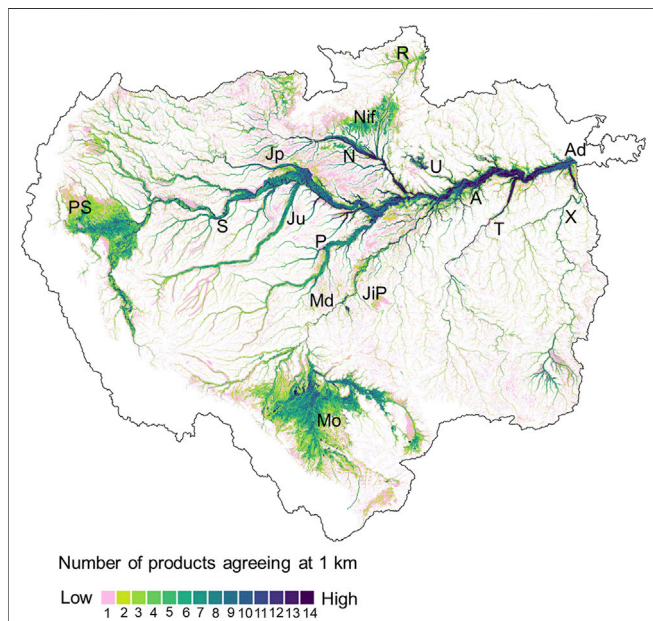 R
Nif
Jp
N
U
Ad
PS
A
S
Ju
T
X
P
Md
JiP
Mo
Number of products agreeing at 1 km
Low High
1 2 3 4 5 6 7 8 9 10 11 12 13 14